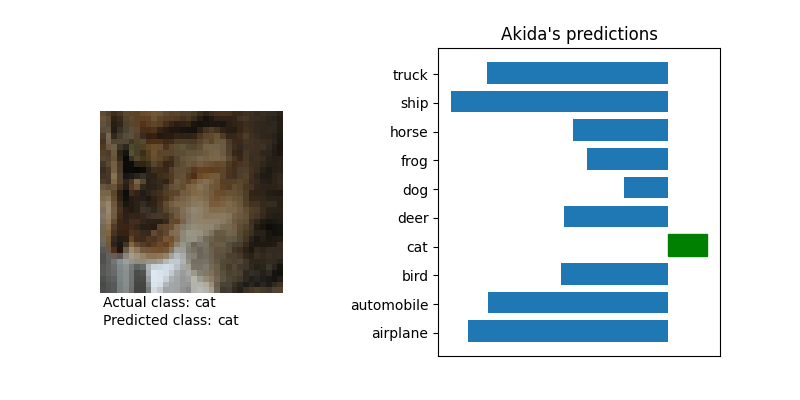 Akida's predictions
truck
ship
horse
frog
dog
deer
cat
bird
automobile
airplane
Actual class: cat
Predicted class: cat